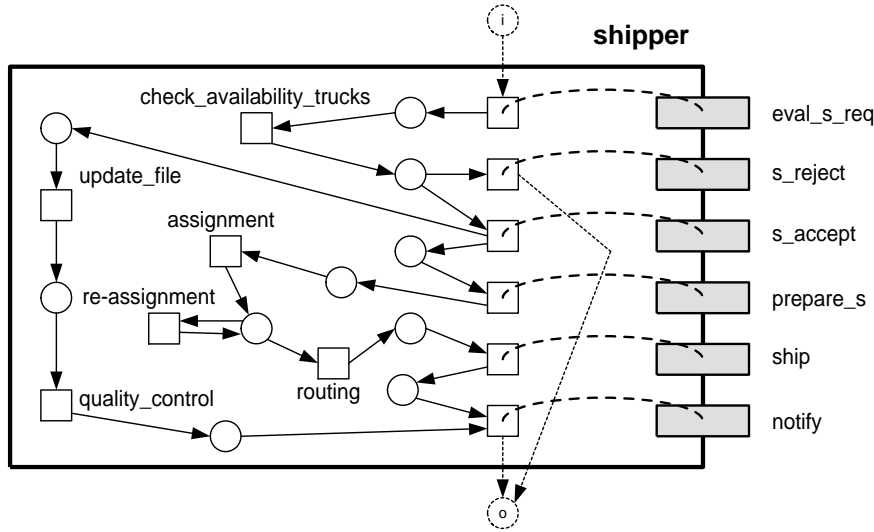 i
shipper
check_availability_trucks
eval_s_req
update_file
s_reject
assignment
s_accept
re-assignment
prepare_s
routing
ship
quality_control
notify
o